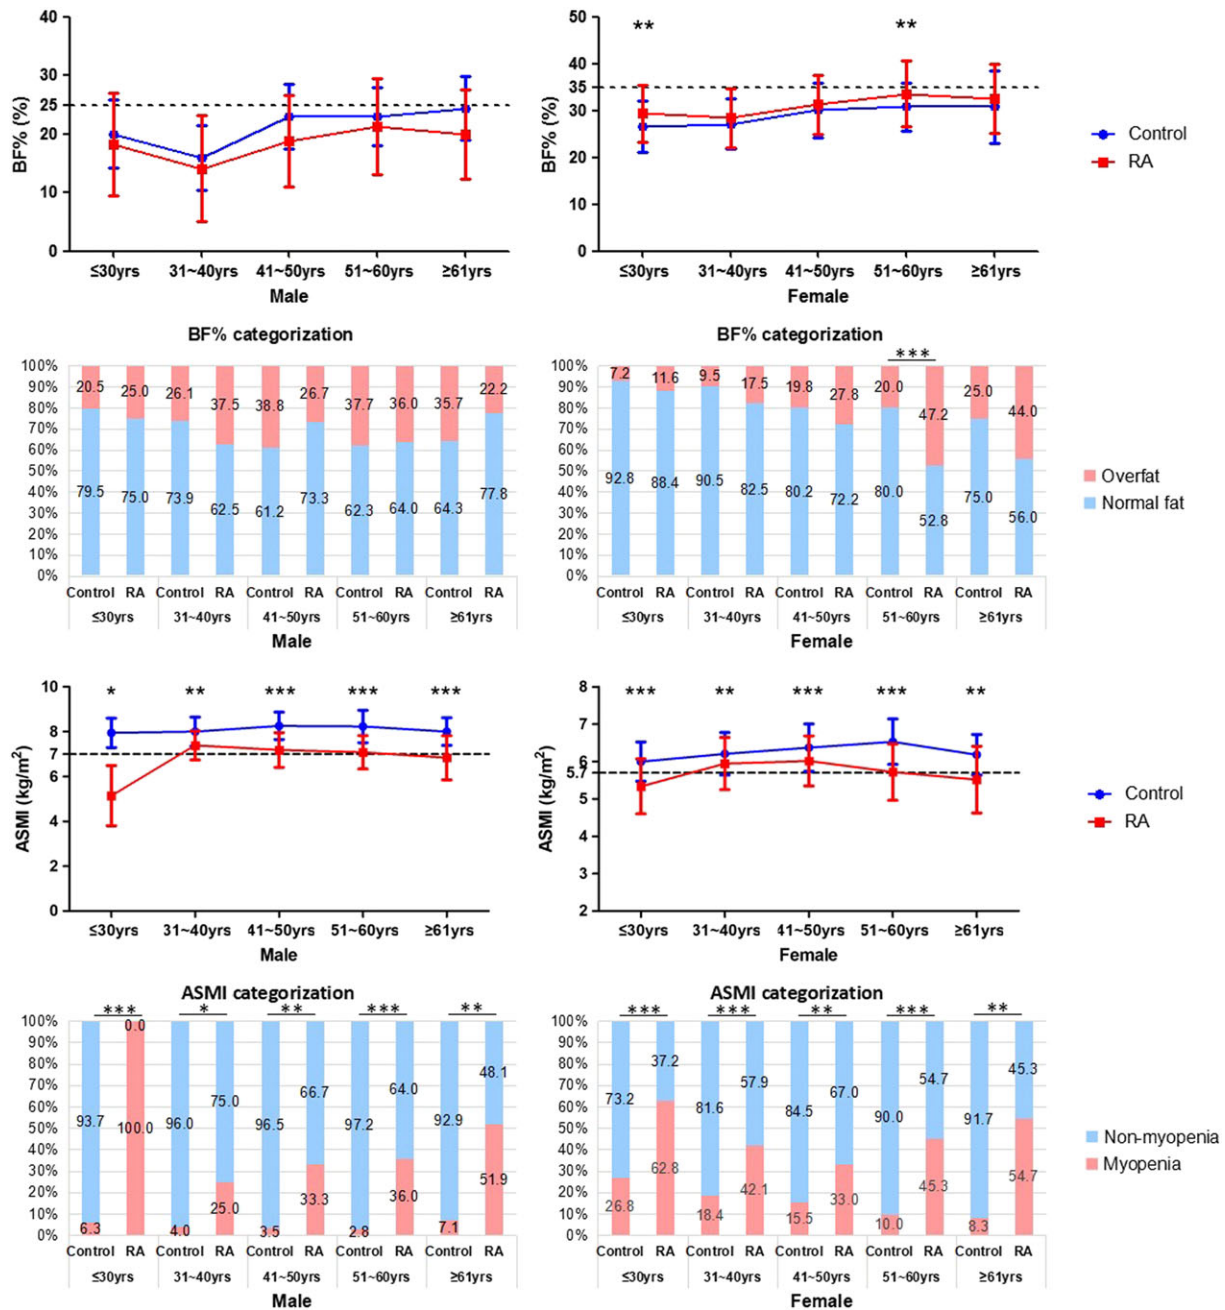 40
30
25
20
10
0
BF% (%)
≤30yrs 31~40yrs 41~50yrs 51~60yrs ≥61yrs
Male
** **
50
40
35
30
20
10
0
BF% (%)
≤30yrs 31~40yrs 41~50yrs 51~60yrs ≥61yrs
Female
Control
RA
BF% categorization
100%
90%
80%
70%
60%
50%
40%
30%
20%
10%
0%
20.5 25.0 26.1 37.5 38.8 26.7 37.7 36.0 35.7 22.2
79.5 75.0 73.9 62.5 61.2 73.3 62.3 64.0 64.3 77.8
Control RA Control RA Control RA Control RA Control RA
≤30yrs 31~40yrs 41~50yrs 51~60yrs ≥61yrs
Male
BF% categorization
***
100%
90%
80%
70%
60%
50%
40%
30%
20%
10%
0%
7.2 11.6 9.5 17.5 19.8 27.8 20.0 47.2 25.0 44.0
92.8 88.4 90.5 82.5 80.2 72.2 80.0 52.8 75.0 56.0
Control RA Control RA Control RA Control RA Control RA
≤30yrs 31~40yrs 41~50yrs 51~60yrs ≥61yrs
Female
Overfat
Normal fat
* ** *** *** ***
10
8
7
6
4
2
0
ASMI (kg/m²)
≤30yrs 31~40yrs 41~50yrs 51~60yrs ≥61yrs
Male
*** ** *** *** **
8
7
6
5.7
5
4
3
2
ASMI (kg/m²)
≤30yrs 31~40yrs 41~50yrs 51~60yrs ≥61yrs
Female
Control
RA
ASMI categorization
*** * ** *** **
100%
90%
80%
70%
60%
50%
40%
30%
20%
10%
0%
93.7 0.0 96.0 75.0 96.5 66.7 97.2 64.0 92.9 48.1
6.3 100.0 4.0 25.0 3.5 33.3 2.8 36.0 7.1 51.9
Control RA Control RA Control RA Control RA Control RA
≤30yrs 31~40yrs 41~50yrs 51~60yrs ≥61yrs
Male
ASMI categorization
*** *** ** *** **
100%
90%
80%
70%
60%
50%
40%
30%
20%
10%
0%
73.2 37.2 81.6 57.9 84.5 67.0 90.0 54.7 91.7 45.3
26.8 62.8 18.4 42.1 15.5 33.0 10.0 45.3 8.3 54.7
Control RA Control RA Control RA Control RA Control RA
≤30yrs 31~40yrs 41~50yrs 51~60yrs ≥61yrs
Female
Non-myopenia
Myopenia